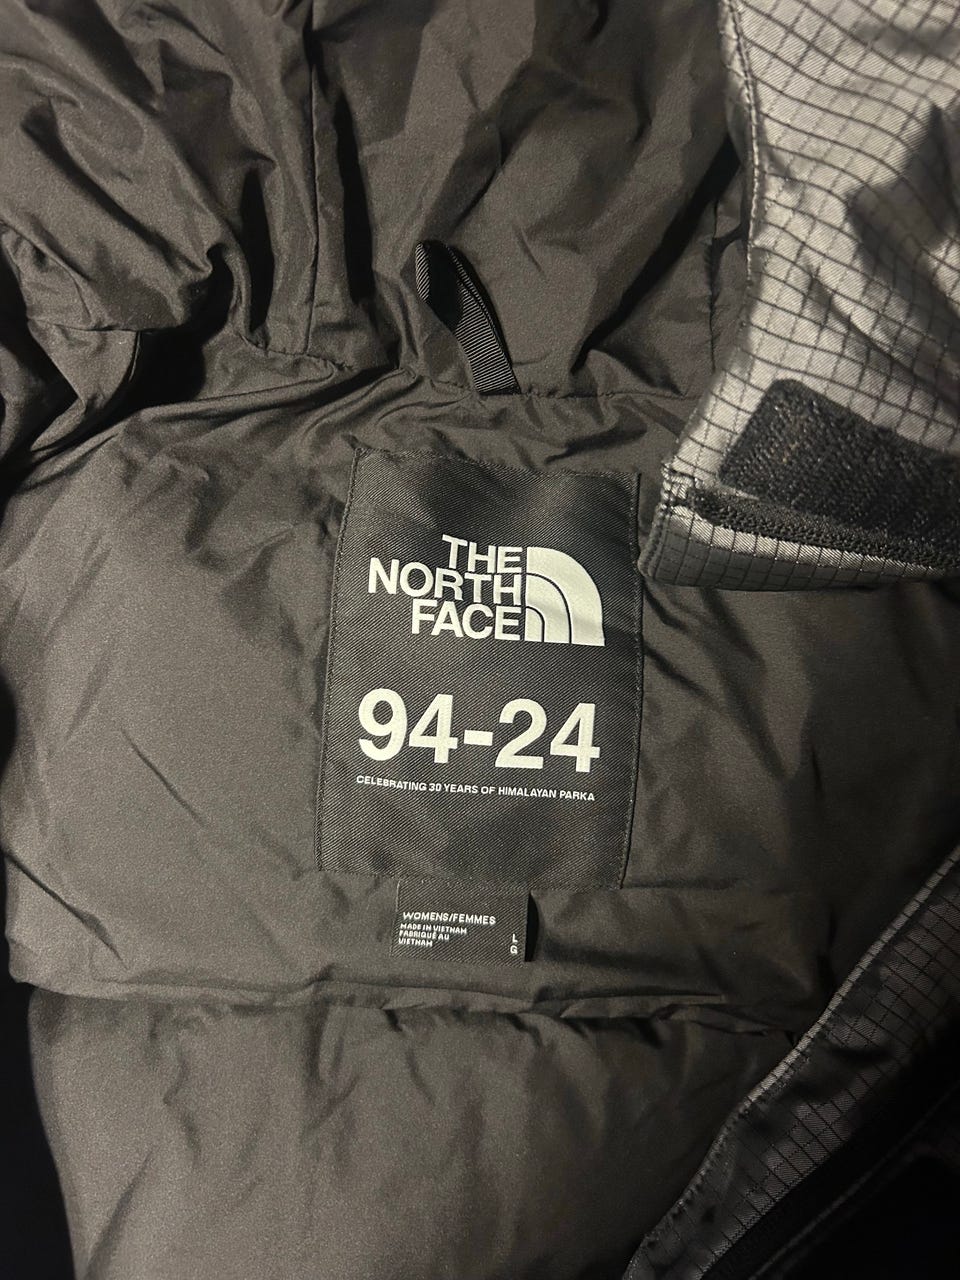 THE
NORTH
FACE
94-24
CELEBRATING 30 YEARS OF HIMALAYAN PARKA
WOMENS/FEMMES
MADE IN VIETNAM
FABRIQUÉ AU
VIETNAM
L
G